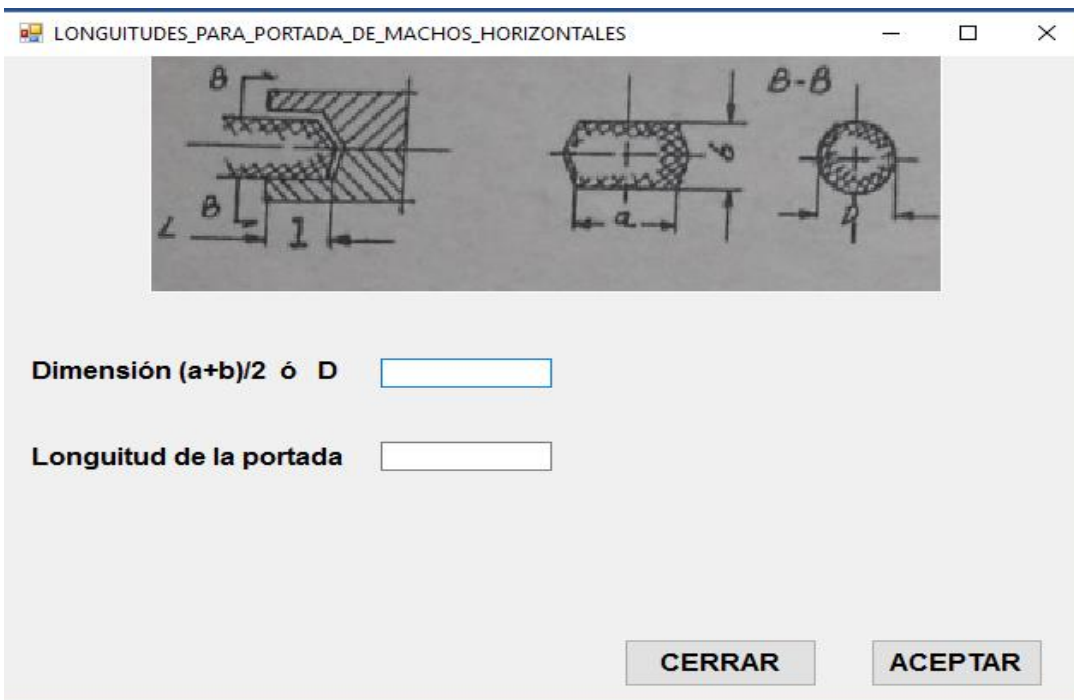 LONGUITUDES_PARA_PORTADA_DE_MACHOS_HORIZONTALES
B B-B
b
B a D
L l
Dimensión (a+b)/2 ó D
Longuitud de la portada
CERRAR ACEPTAR